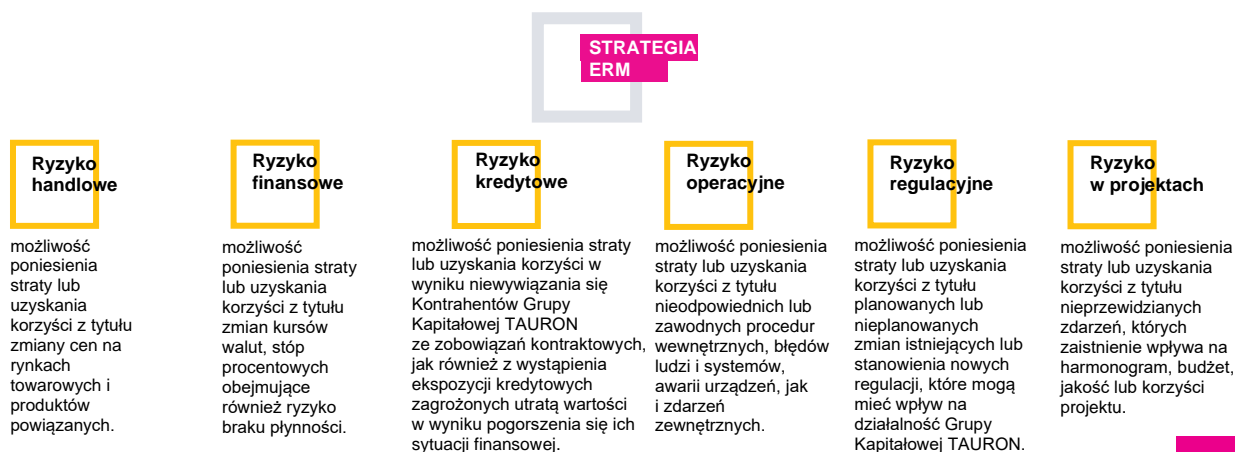 STRATEGIA
ERM
Ryzyko
handlowe
możliwość
poniesienia
straty lub
uzyskania
korzyści z tytułu
zmiany cen na
rynkach
towarowych i
produktów
powiązanych.
Ryzyko
finansowe
możliwość
poniesienia straty
lub uzyskania
korzyści z tytułu
zmian kursów
walut, stóp
procentowych
obejmujące
również ryzyko
braku płynności.
Ryzyko
kredytowe
możliwość poniesienia straty
lub uzyskania korzyści w
wyniku niewywiązania się
Kontrahentów Grupy
Kapitałowej TAURON
ze zobowiązań kontraktowych,
jak również z wystąpienia
ekspozycji kredytowych
zagrożonych utratą wartości
w wyniku pogorszenia się ich
sytuacji finansowej.
Ryzyko
operacyjne
możliwość poniesienia
straty lub uzyskania
korzyści z tytułu
nieodpowiednich lub
zawodnych procedur
wewnętrznych, błędów
ludzi i systemów,
awarii urządzeń, jak
i zdarzeń
zewnętrznych.
Ryzyko
regulacyjne
możliwość poniesienia
straty lub uzyskania
korzyści z tytułu
planowanych lub
nieplanowanych
zmian istniejących lub
stanowienia nowych
regulacji, które mogą
mieć wpływ na
działalność Grupy
Kapitałowej TAURON.
Ryzyko
w projektach
możliwość poniesienia
straty lub uzyskania
korzyści z tytułu
nieprzewidzianych
zdarzeń, których
zaistnienie wpływa na
harmonogram, budżet,
jakość lub korzyści
projektu.